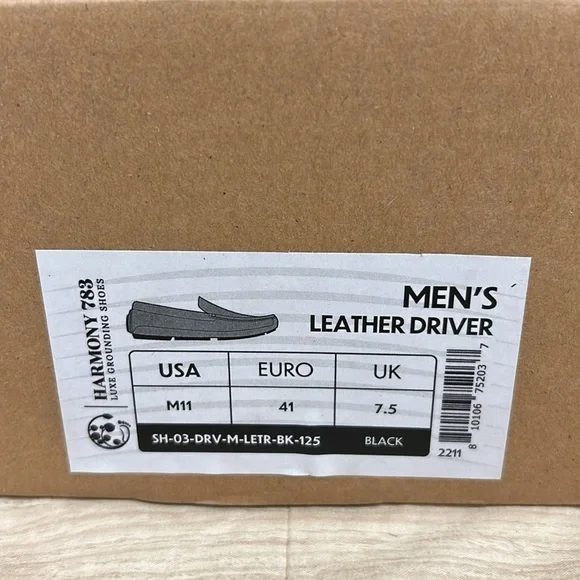 HARMONY 783
LUXE GROUNDING SHOES
MEN'S
LEATHER DRIVER
USA EURO UK
M11 41 7.5
SH-03-DRV-M-LETR-BK-125 BLACK
8 10106 75203 7
2211